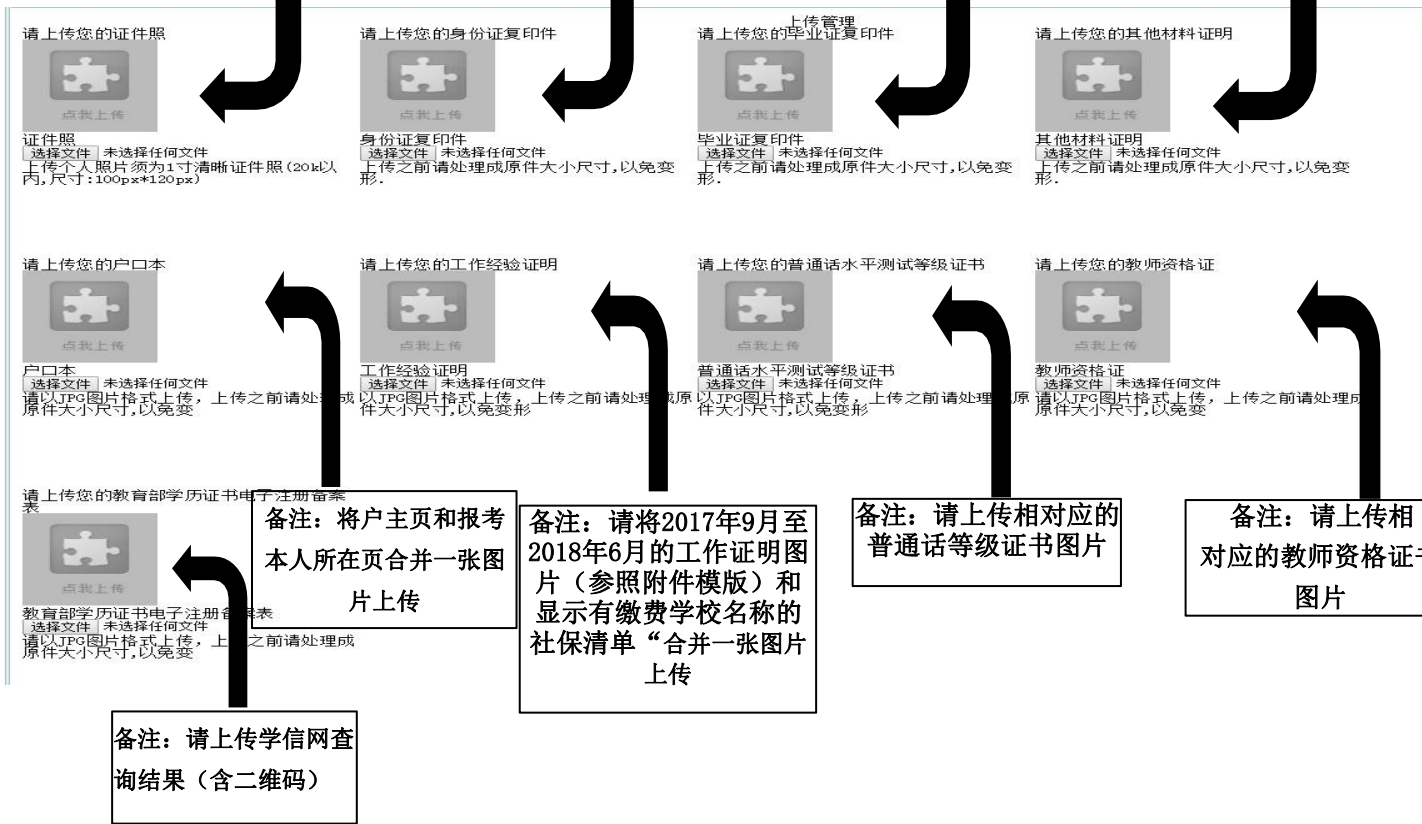 上传管理
请上传您的证件照
点我上传
证件照
选择文件 未选择任何文件
上传个人照片须为1寸清晰证件照(20k以
内,尺寸:100px*120px)
请上传您的身份证复印件
点我上传
身份证复印件
选择文件 未选择任何文件
上传之前请处理成原件大小尺寸,以免变
形.
请上传您的毕业证复印件
点我上传
毕业证复印件
选择文件 未选择任何文件
上传之前请处理成原件大小尺寸,以免变
形.
请上传您的其他材料证明
点我上传
其他材料证明
选择文件 未选择任何文件
上传之前请处理成原件大小尺寸,以免变
形.
请上传您的户口本
点我上传
户口本
选择文件 未选择任何文件
请以JPG图片格式上传，上传之前请处 成
原件大小尺寸,以免变
请上传您的工作经验证明
点我上传
工作经验证明
选择文件 未选择任何文件
以JPG图片格式上传，上传之前请处理 原
件大小尺寸,以免变形
请上传您的普通话水平测试等级证书
点我上传
普通话水平测试等级证书
选择文件 未选择任何文件
以JPG图片格式上传，上传之前请处理 原
件大小尺寸,以免变形
请上传您的教师资格证
点我上传
教师资格证
选择文件 未选择任何文件
请以JPG图片格式上传，上传之前请处理
原件大小尺寸,以免变
请上传您的教育部学历证书电子注册备案
表
点我上传
教育部学历证书电子注册 表
选择文件 未选择任何文件
请以JPG图片格式上传，上 之前请处理成
原件大小尺寸,以免变
备注：将户主页和报考
本人所在页合并一张图
片上传
备注：请将2017年9月至
2018年6月的工作证明图
片（参照附件模版）和
显示有缴费学校名称的
社保清单“合并一张图片
上传
备注：请上传相对应的
普通话等级证书图片
备注：请上传相
对应的教师资格证书
图片
备注：请上传学信网查
询结果（含二维码）